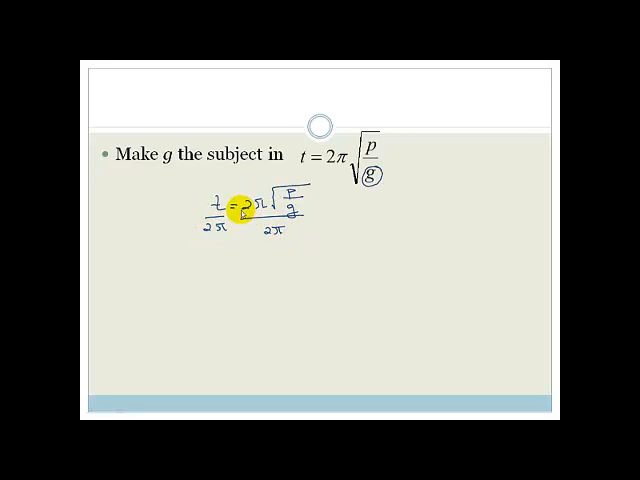 • Make g the subject in t = 2π√(p/g)
t/2π = 2π√(p/g)/2π